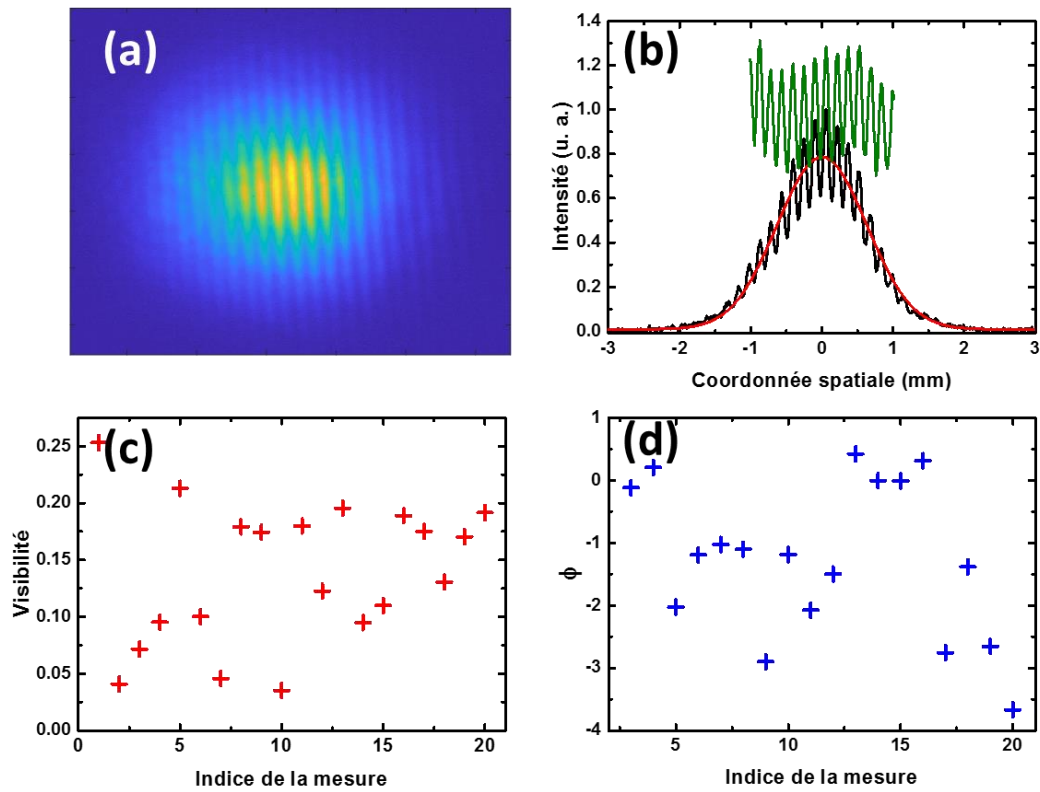 (a)
(b)
1.4
1.2
1.0
0.8
0.6
0.4
0.2
0.0
Intensité (u. a.)
-3 -2 -1 0 1 2 3
Coordonnée spatiale (mm)
(c)
0.25
0.20
0.15
0.10
0.05
0.00
Visibilité
0 5 10 15 20
Indice de la mesure
(d)
1
0
-1
-2
-3
-4
ϕ
5 10 15 20
Indice de la mesure